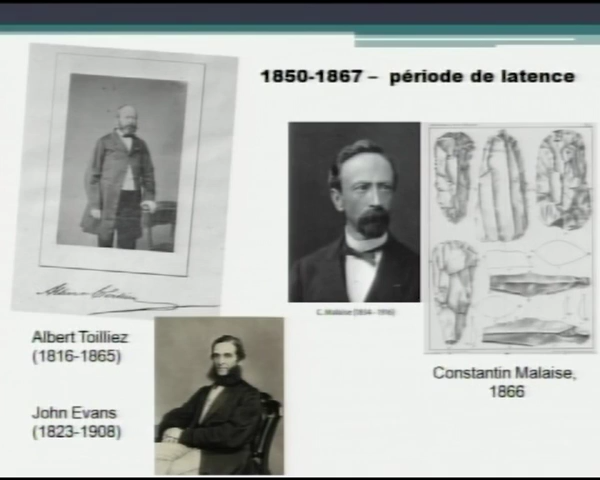 1850-1867 – période de latence
C. Malaise (1834 - 1916)
Albert Toilliez
(1816-1865)
Constantin Malaise,
1866
John Evans
(1823-1908)